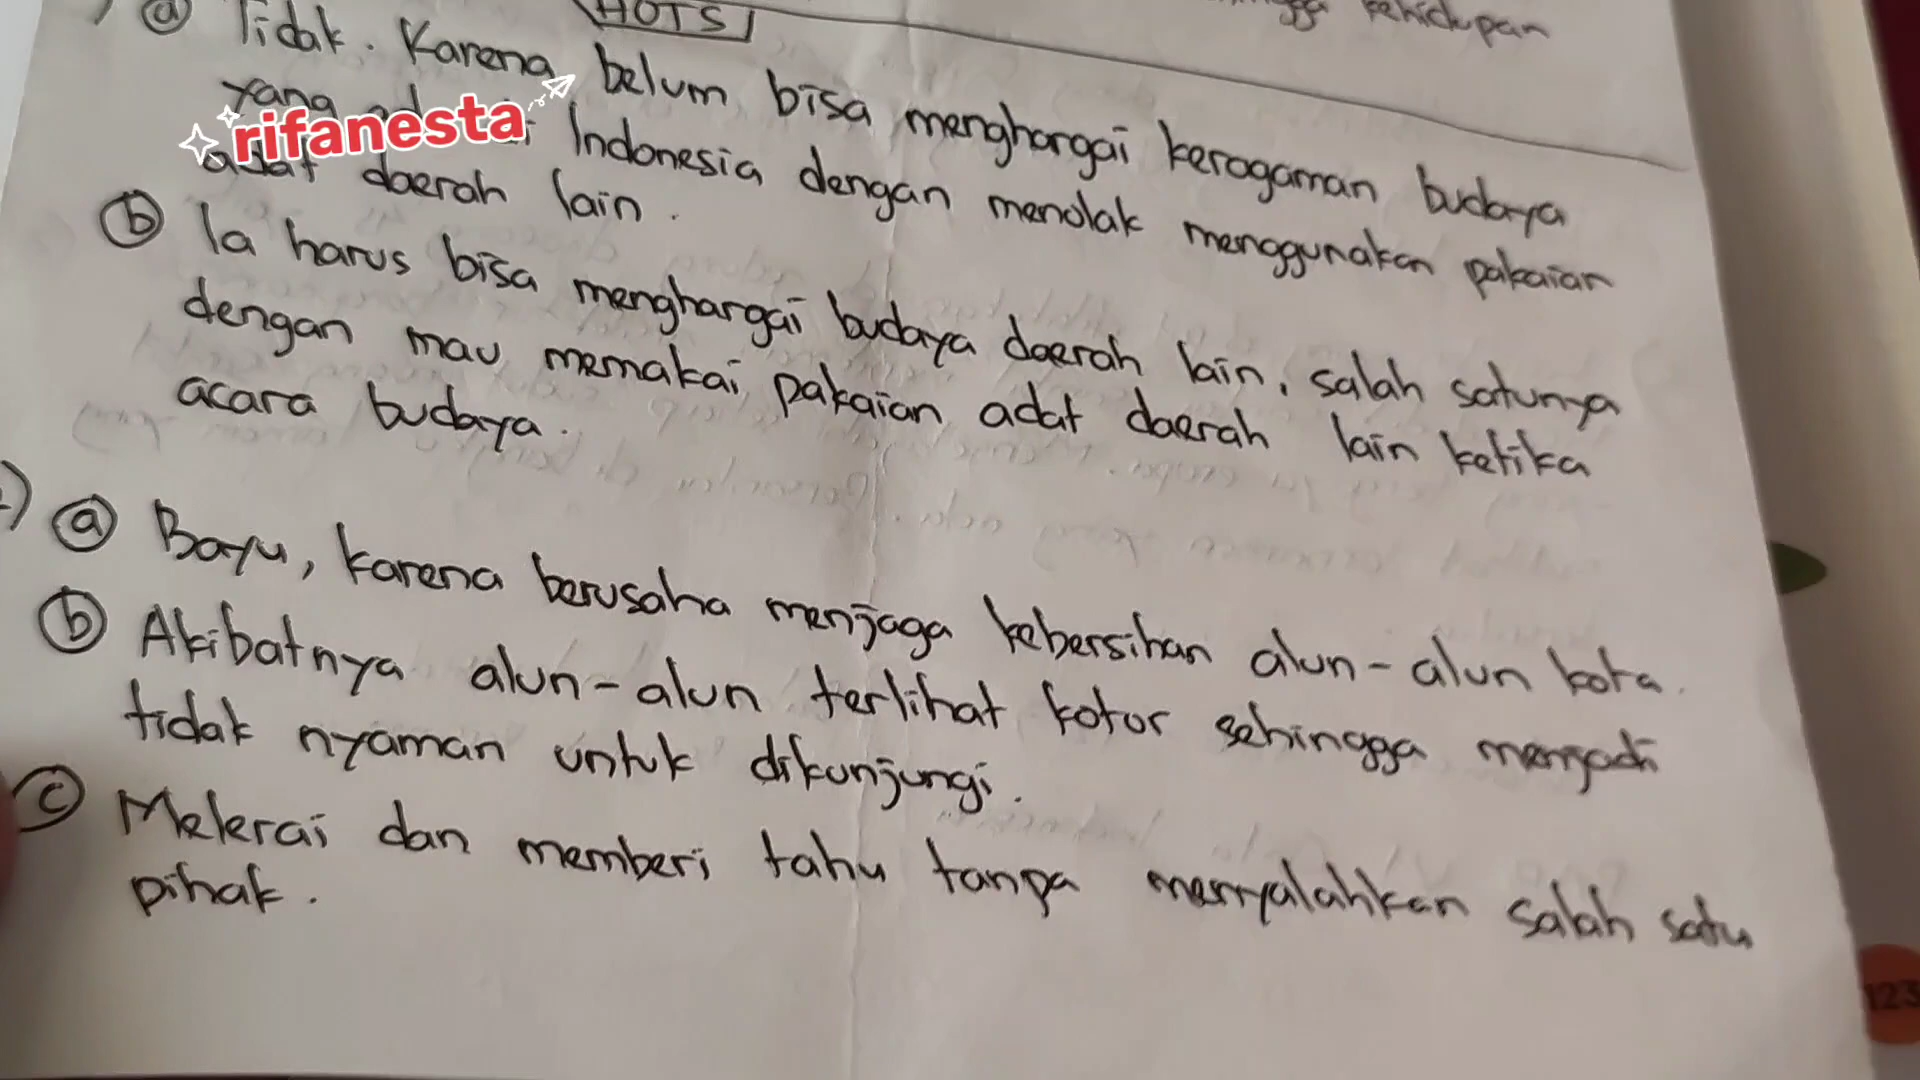 kehidupan
HOTS
a Tidak. Karena belum bisa menghargai keragaman budaya
yang Indonesia dengan menolak menggunakan pakaian
adat daerah lain.
rifanesta
b Ia harus bisa menghargai budaya daerah lain, salah satunya
dengan mau memakai pakaian adat daerah lain ketika
acara budaya.
a Bayu, karena berusaha menjaga kebersihan alun-alun kota.
b Akibatnya alun-alun terlihat kotor sehingga menjadi
tidak nyaman untuk dikunjungi.
c Melerai dan memberi tahu tanpa menyalahkan salah satu
pihak.
123